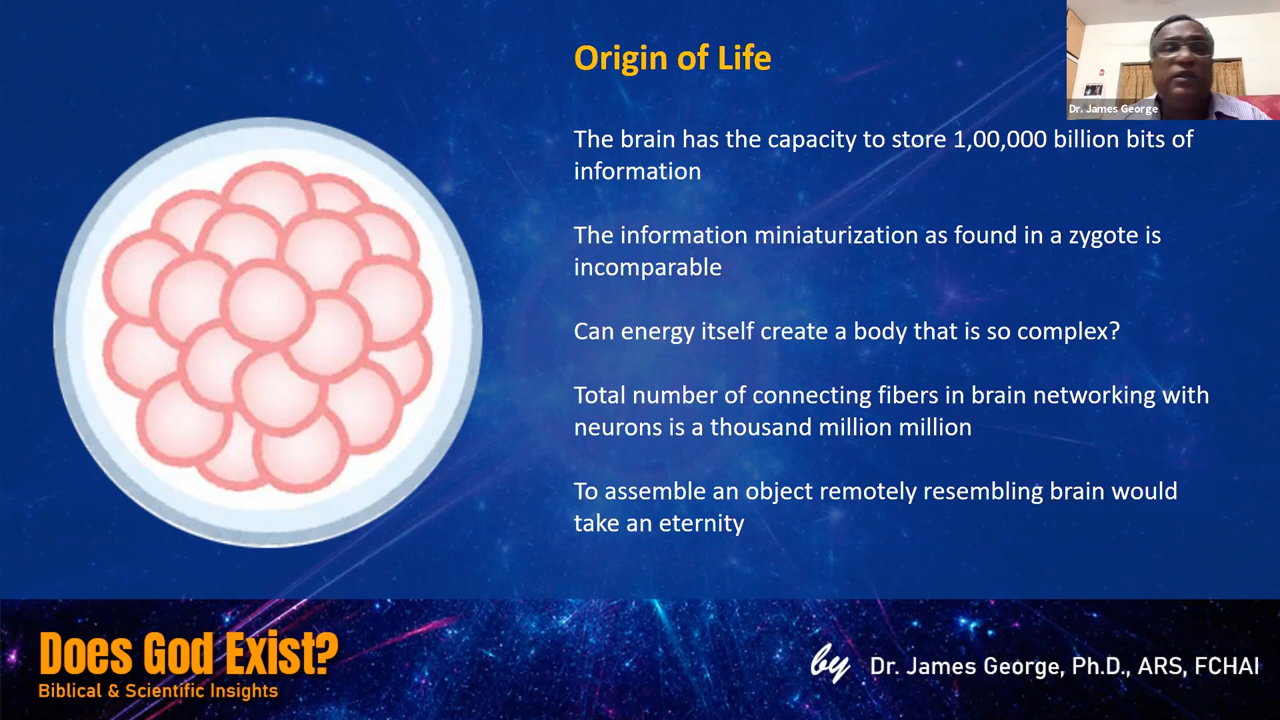 Origin of Life
Dr. James George
The brain has the capacity to store 1,00,000 billion bits of
information
The information miniaturization as found in a zygote is
incomparable
Can energy itself create a body that is so complex?
Total number of connecting fibers in brain networking with
neurons is a thousand million million
To assemble an object remotely resembling brain would
take an eternity
Does God Exist?
Biblical & Scientific Insights
by Dr. James George, Ph.D., ARS, FCHAI